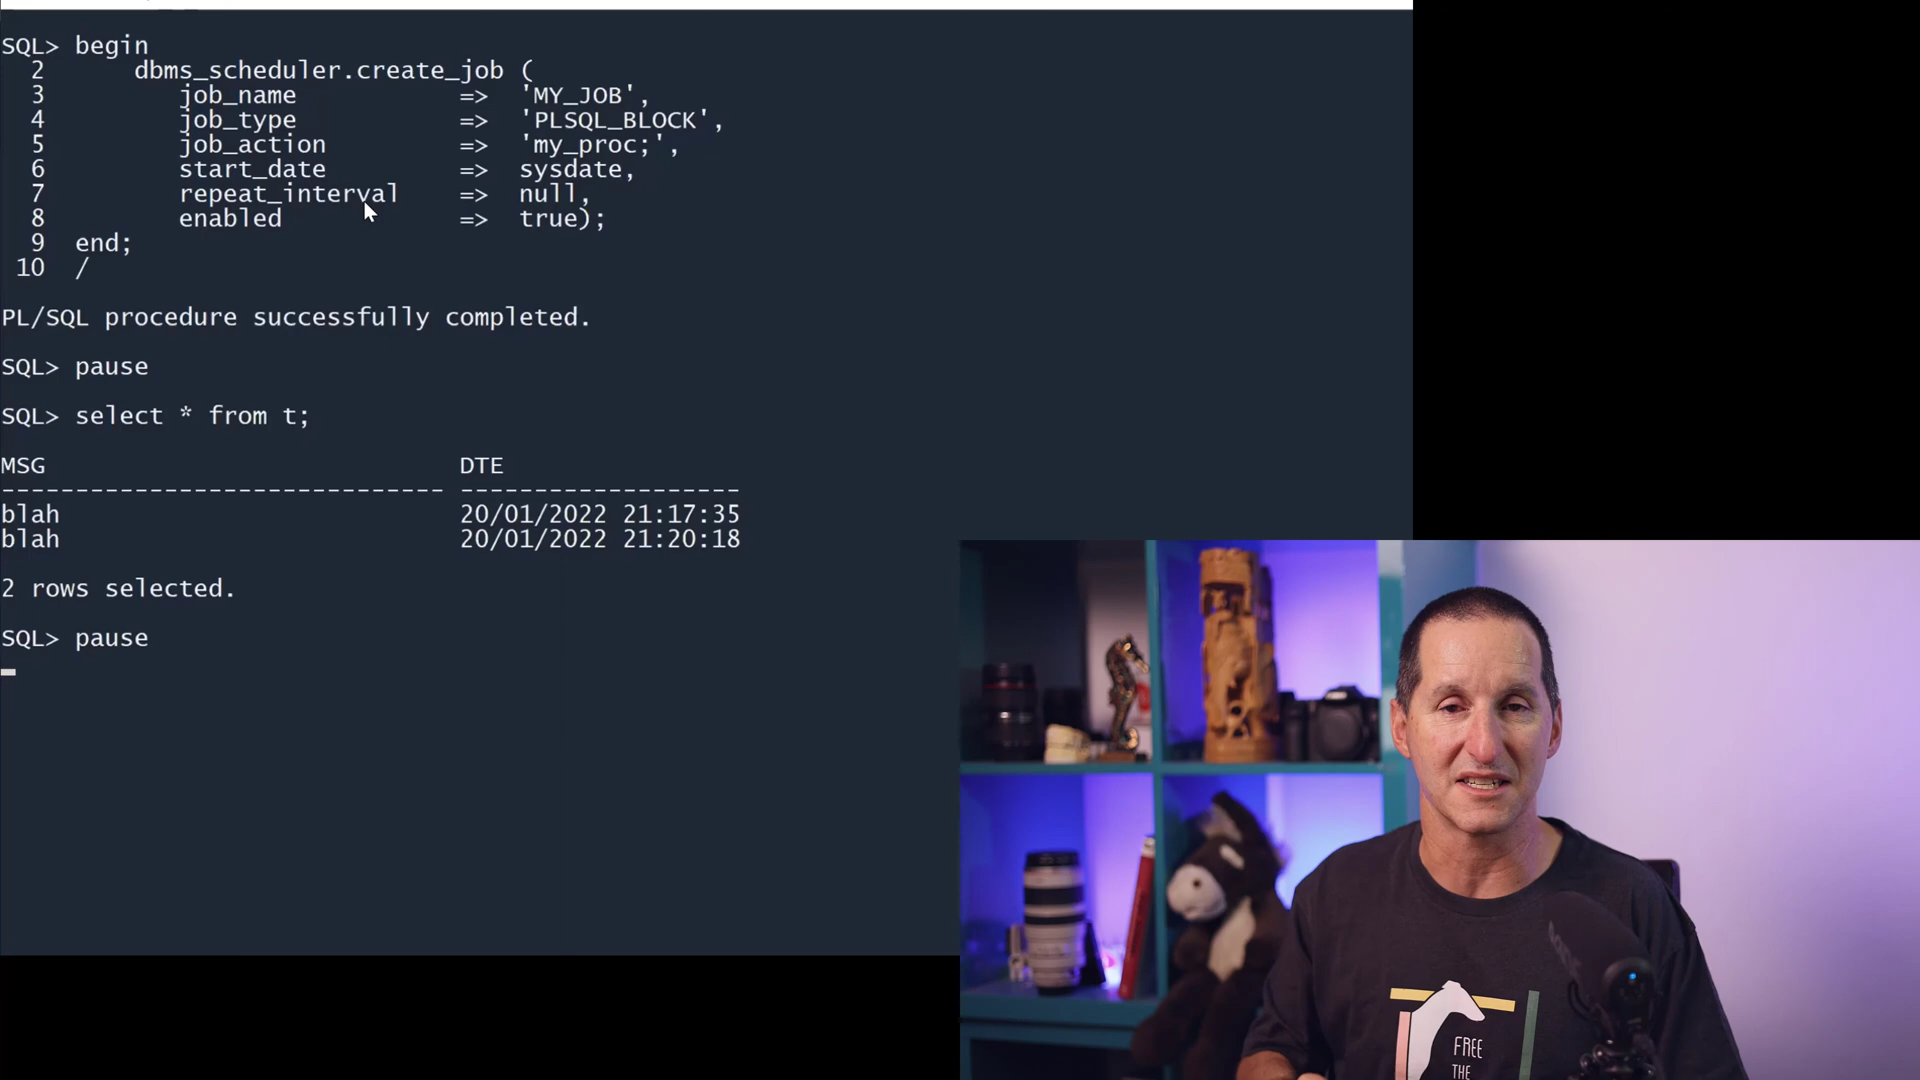 SQL> begin
2 dbms_scheduler.create_job (
3 job_name => 'MY_JOB',
4 job_type => 'PLSQL_BLOCK',
5 job_action => 'my_proc;',
6 start_date => sysdate,
7 repeat_interval => null,
8 enabled => true);
9 end;
10 /
PL/SQL procedure successfully completed.
SQL> pause
SQL> select * from t;
MSG DTE
------------------------------ -------------------
blah 20/01/2022 21:17:35
blah 20/01/2022 21:20:18
2 rows selected.
SQL> pause
FREE
THE